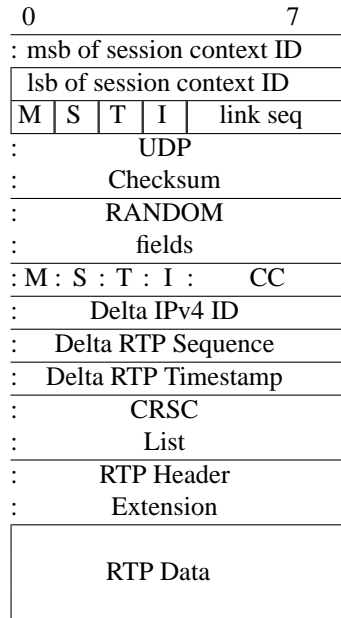 0 7
: msb of session context ID
lsb of session context ID
M S T I link seq
: UDP
: Checksum
: RANDOM
: fields
: M : S : T : I : CC
: Delta IPv4 ID
: Delta RTP Sequence
: Delta RTP Timestamp
: CRSC
: List
: RTP Header
: Extension
RTP Data